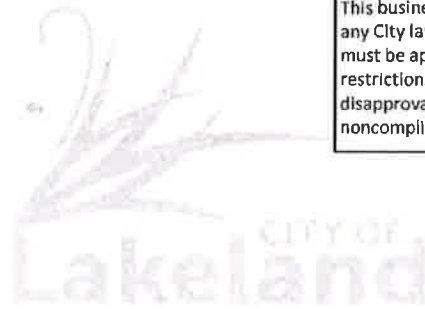 This busine
any City la
must be ap
restriction
disapprova
noncompli
CITY OF
Lakeland